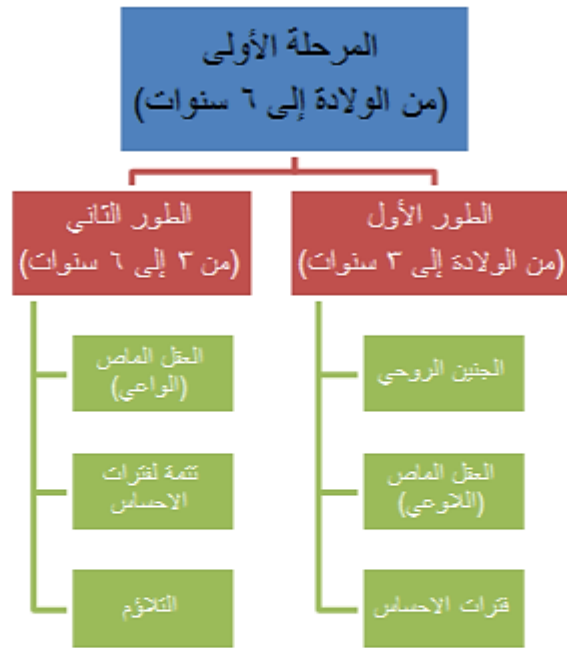 المرحلة الأولى
(من الولادة إلى ٦ سنوات)
الطور الأول
(من الولادة إلى ٣ سنوات)
الجنين الروحي
العقل الماص
(اللاوعي)
فترات الاحساس
الطور الثاني
(من ٣ إلى ٦ سنوات)
العقل الماص
(الواعي)
تتمة لفترات
الاحساس
التلاؤم